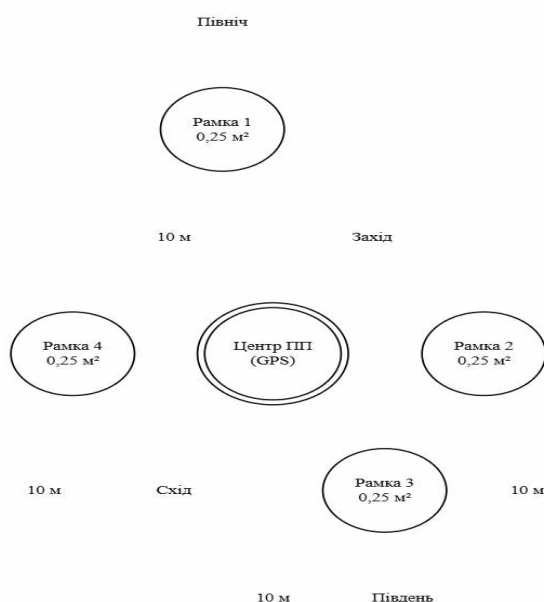 Північ
Рамка 1
0,25 м²
10 м
Захід
Рамка 4
0,25 м²
Центр ПП
(GPS)
Рамка 2
0,25 м²
10 м
Схід
Рамка 3
0,25 м²
10 м
10 м
Південь